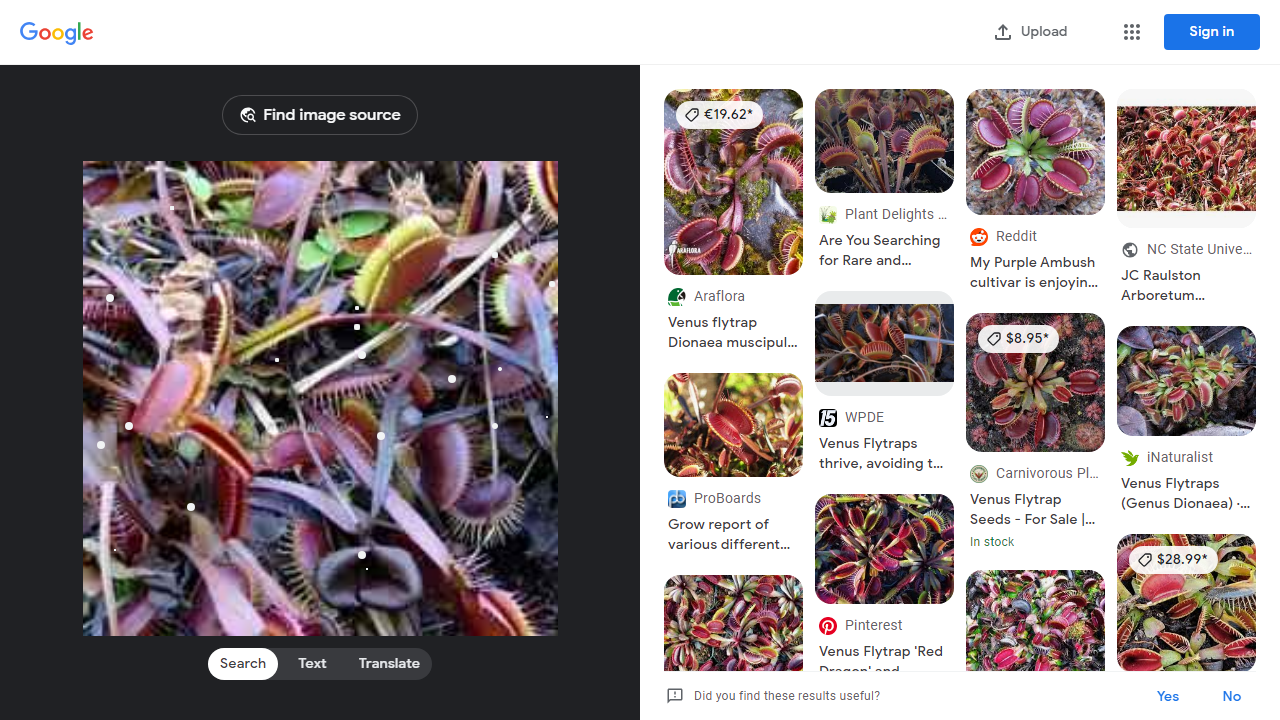 Google
Upload
Sign in
Find image source
Search
Text
Translate
€19.62*
ARAFLORA
Araflora
Venus flytrap
Dionaea muscipul...
ProBoards
Grow report of
various different...
Plant Delights ...
Are You Searching
for Rare and...
WPDE
Venus Flytraps
thrive, avoiding t...
Pinterest
Venus Flytrap 'Red
Dragon' and
Reddit
My Purple Ambush
cultivar is enjoyin...
$8.95*
Carnivorous Pl...
Venus Flytrap
Seeds - For Sale |...
In stock
NC State Unive...
JC Raulston
Arboretum...
iNaturalist
Venus Flytraps
(Genus Dionaea) ·...
$28.99*
Did you find these results useful?
Yes
No